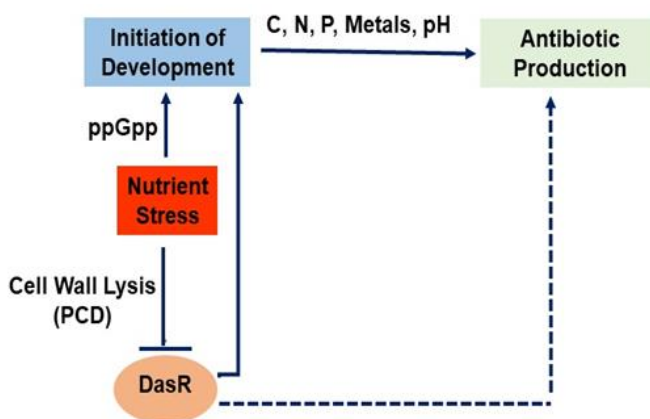 Initiation of
Development
C, N, P, Metals, pH
Antibiotic
Production
ppGpp
Nutrient
Stress
Cell Wall Lysis
(PCD)
DasR